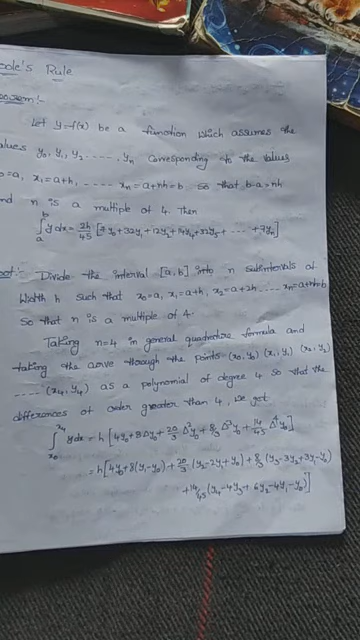 oole's Rule
eorem:-
Let y=f(x) be a function which assumes the
alues y₀, y₁, y₂ ..... yₙ corresponding to the values
₀=a, x₁=a+h, ..... xₙ=a+nh=b so that b-a=nh
nd n is a multiple of 4. Then
∫ₐᵇ y dx = 2h/45 [7y₀+32y₁+12y₂+14y₄+32y₅+ ... +7yₙ]
oof:- Divide the interval [a,b] into n subintervals of
width h such that x₀=a, x₁=a+h, x₂=a+2h .... xₙ=a+nh=b
so that n is a multiple of 4.
Taking n=4 in general quadrature formula and
taking the curve through the points (x₀,y₀) (x₁,y₁) (x₂,y₂)
.... (x₄,y₄) as a polynomial of degree 4 so that the
differences of order greater than 4, we get
∫ₓ₀ˣ⁴ y dx = h [4y₀+8Δy₀+20/3 Δ²y₀+8/3 Δ³y₀+14/45 Δ⁴y₀]
= h[4y₀+8(y₁-y₀)+20/3 (y₂-2y₁+y₀)+8/3 (y₃-3y₂+3y₁-y₀)
+14/45 (y₄-4y₃+6y₂-4y₁-y₀)]